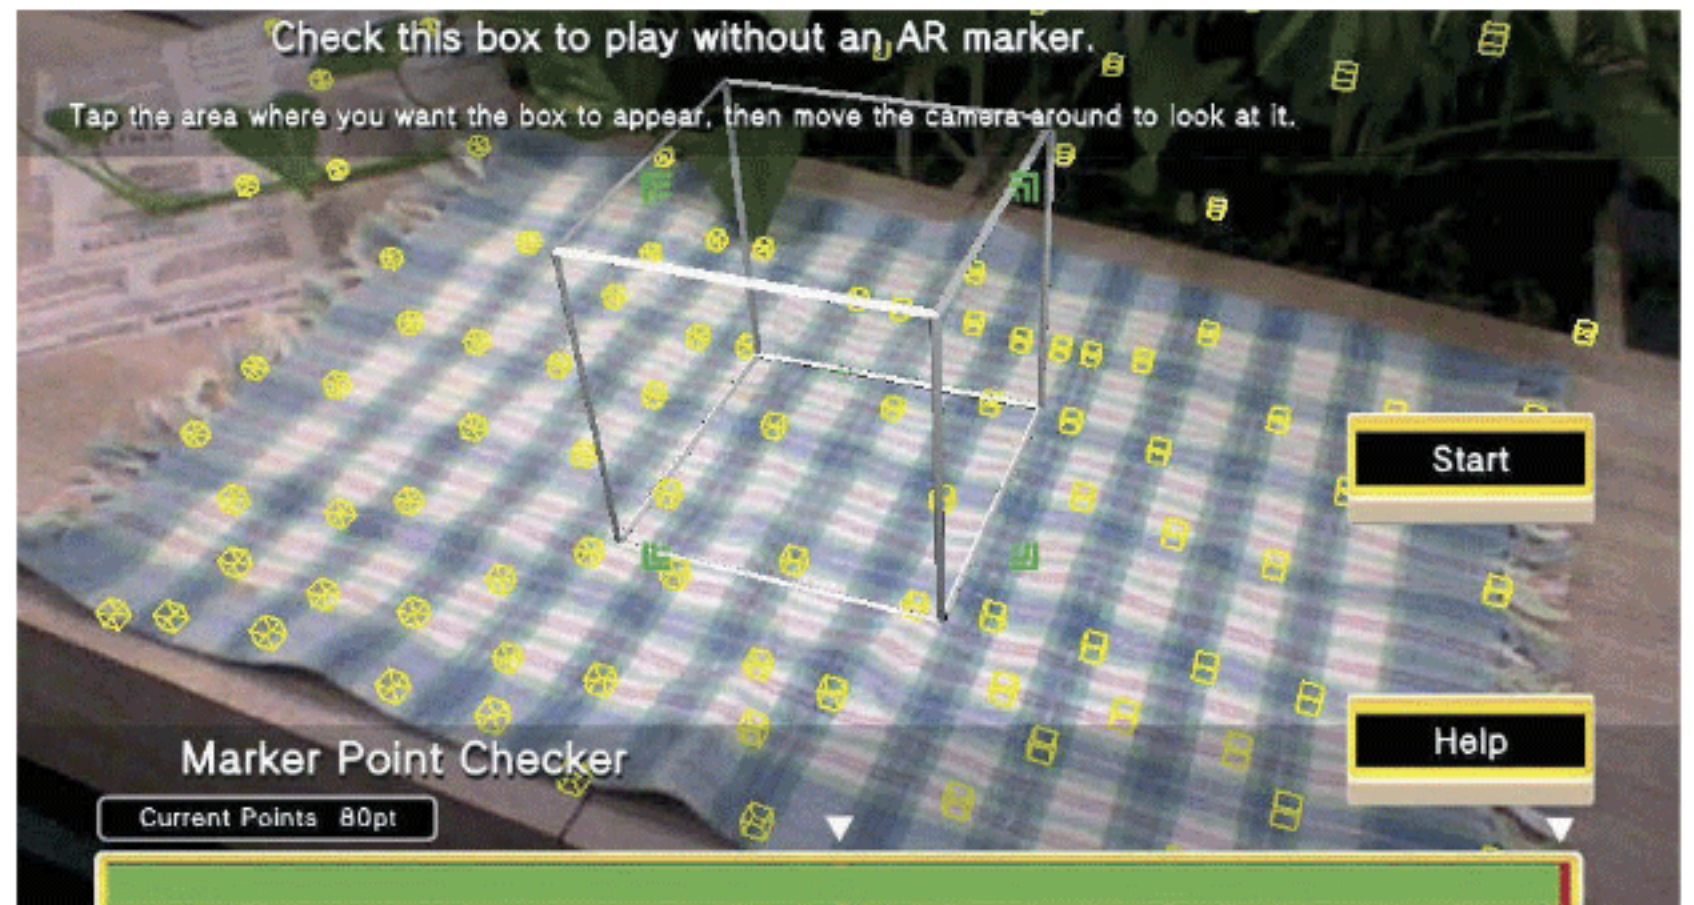 Check this box to play without an AR marker.
Tap the area where you want the box to appear, then move the camera around to look at it.
Start
Help
Marker Point Checker
Current Points 80pt